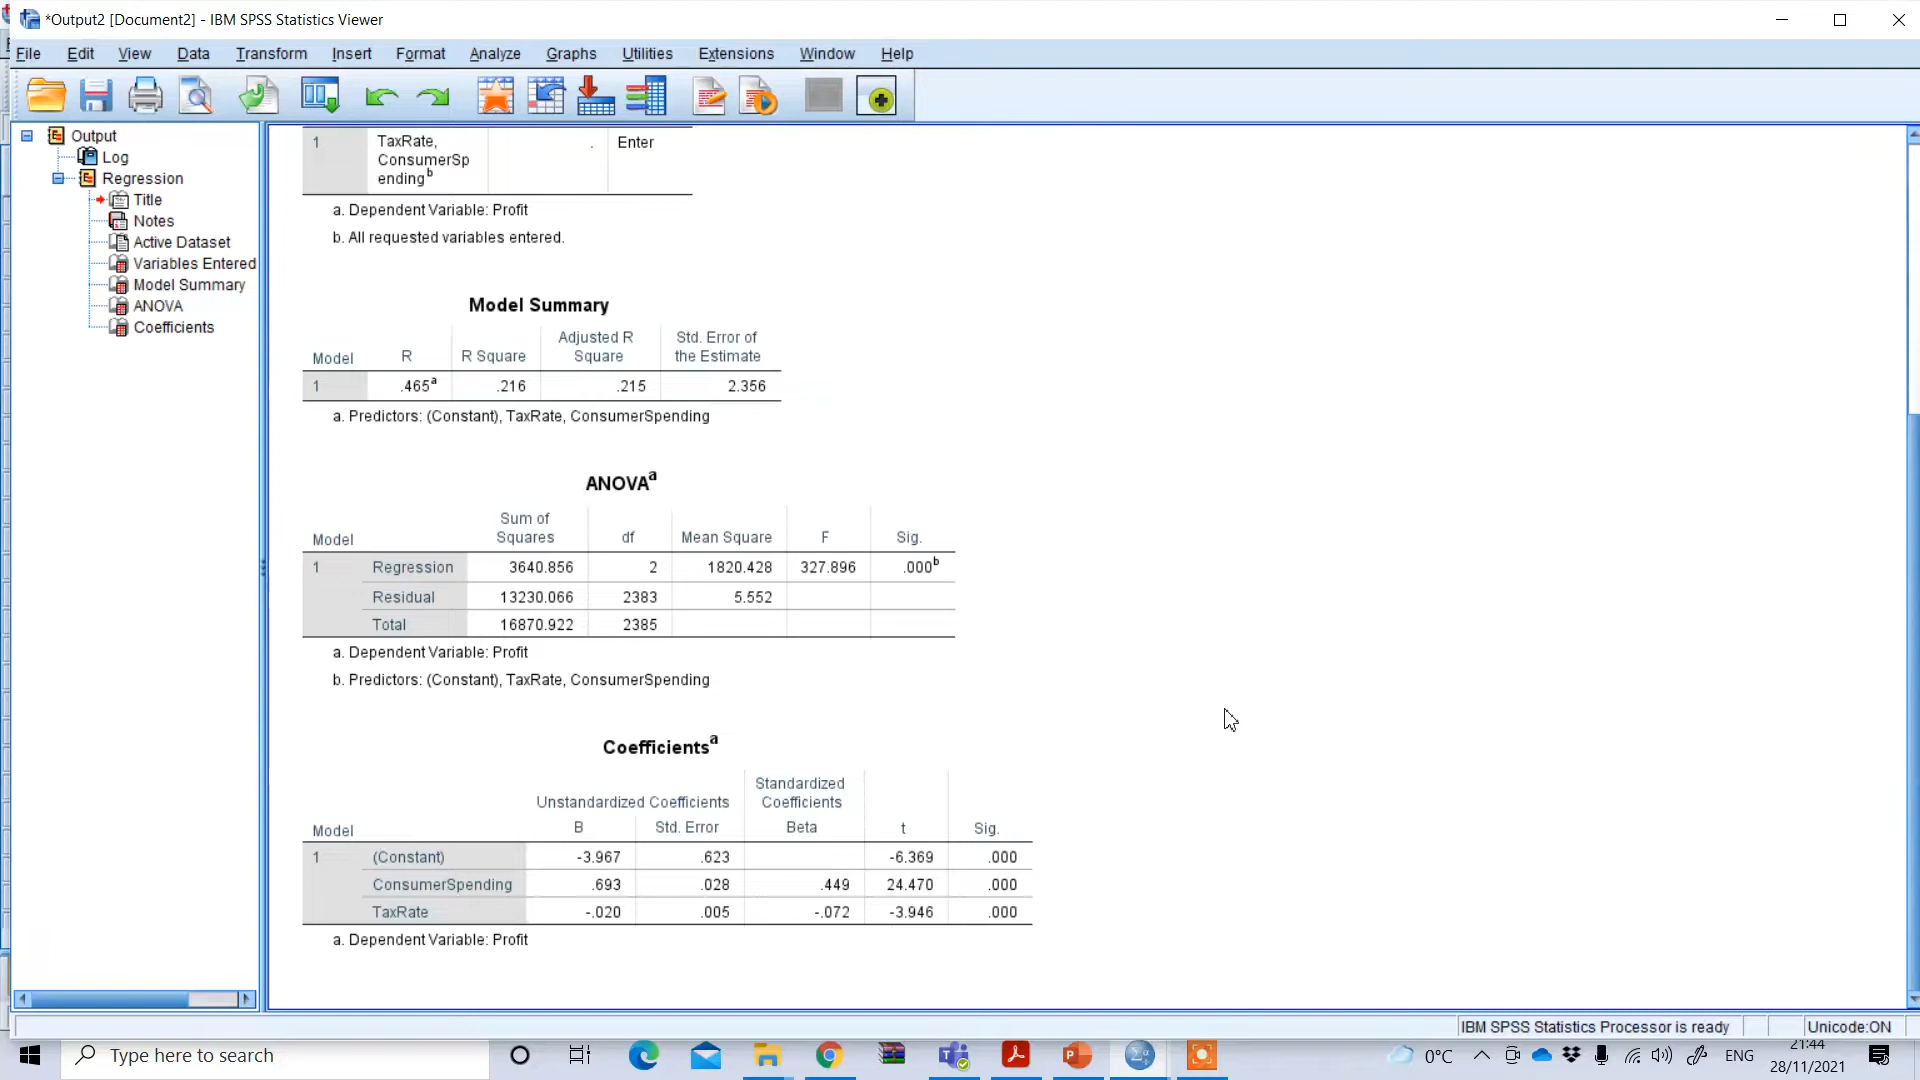 *Output2 [Document2] - IBM SPSS Statistics Viewer
File Edit View Data Transform Insert Format Analyze Graphs Utilities Extensions Window Help
Output
Log
Regression
Title
Notes
Active Dataset
Variables Entered
Model Summary
ANOVA
Coefficients
1 TaxRate, . Enter
ConsumerSp
ending b
a. Dependent Variable: Profit
b. All requested variables entered.
Model Summary
Adjusted R Std. Error of
Model R R Square Square the Estimate
1 .465a .216 .215 2.356
a. Predictors: (Constant), TaxRate, ConsumerSpending
ANOVAa
Sum of
Model Squares df Mean Square F Sig.
1 Regression 3640.856 2 1820.428 327.896 .000b
Residual 13230.066 2383 5.552
Total 16870.922 2385
a. Dependent Variable: Profit
b. Predictors: (Constant), TaxRate, ConsumerSpending
Coefficientsa
Standardized
Unstandardized Coefficients Coefficients
Model B Std. Error Beta t Sig.
1 (Constant) -3.967 .623 -6.369 .000
ConsumerSpending .693 .028 .449 24.470 .000
TaxRate -.020 .005 -.072 -3.946 .000
a. Dependent Variable: Profit
IBM SPSS Statistics Processor is ready Unicode:ON
Type here to search
0°C ENG
21:44
28/11/2021